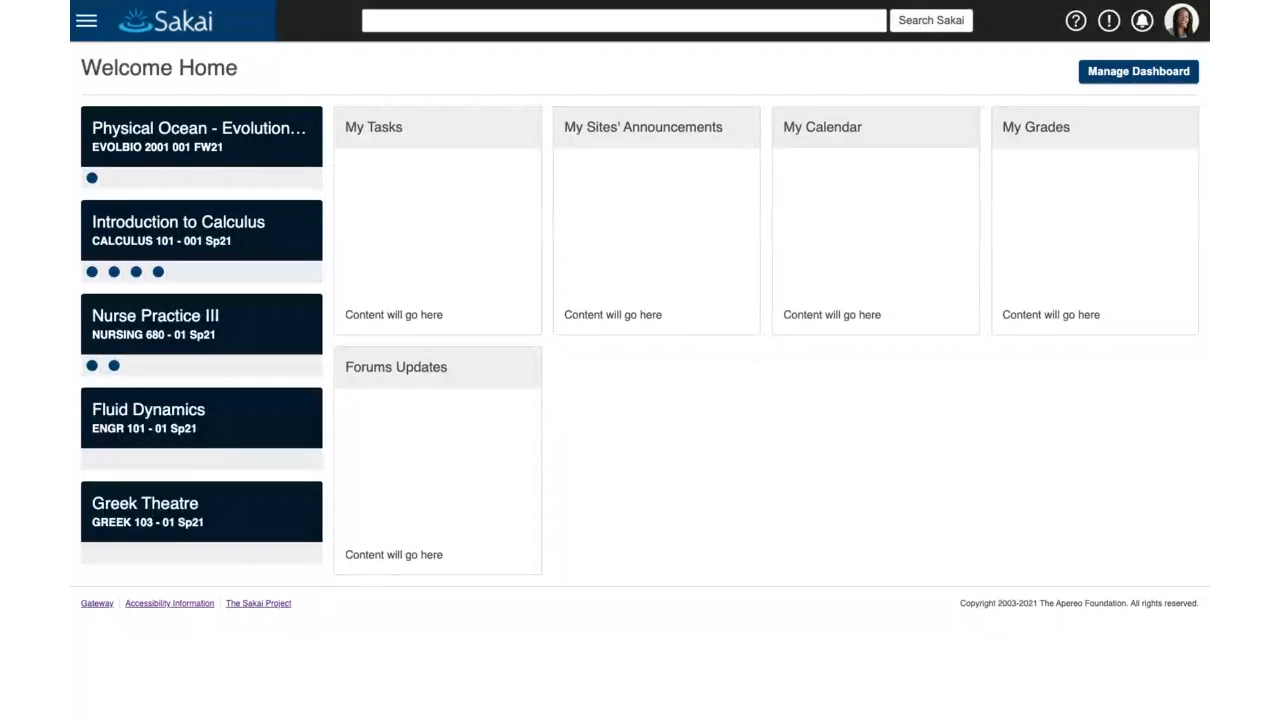 Sakai
Search Sakai
Welcome Home
Manage Dashboard
Physical Ocean - Evolution…
EVOLBIO 2001 001 FW21
Introduction to Calculus
CALCULUS 101 - 001 Sp21
Nurse Practice III
NURSING 680 - 01 Sp21
Fluid Dynamics
ENGR 101 - 01 Sp21
Greek Theatre
GREEK 103 - 01 Sp21
My Tasks
Content will go here
My Sites' Announcements
Content will go here
My Calendar
Content will go here
My Grades
Content will go here
Forums Updates
Content will go here
Gateway
Accessibility Information
The Sakai Project
Copyright 2003-2021 The Apereo Foundation. All rights reserved.